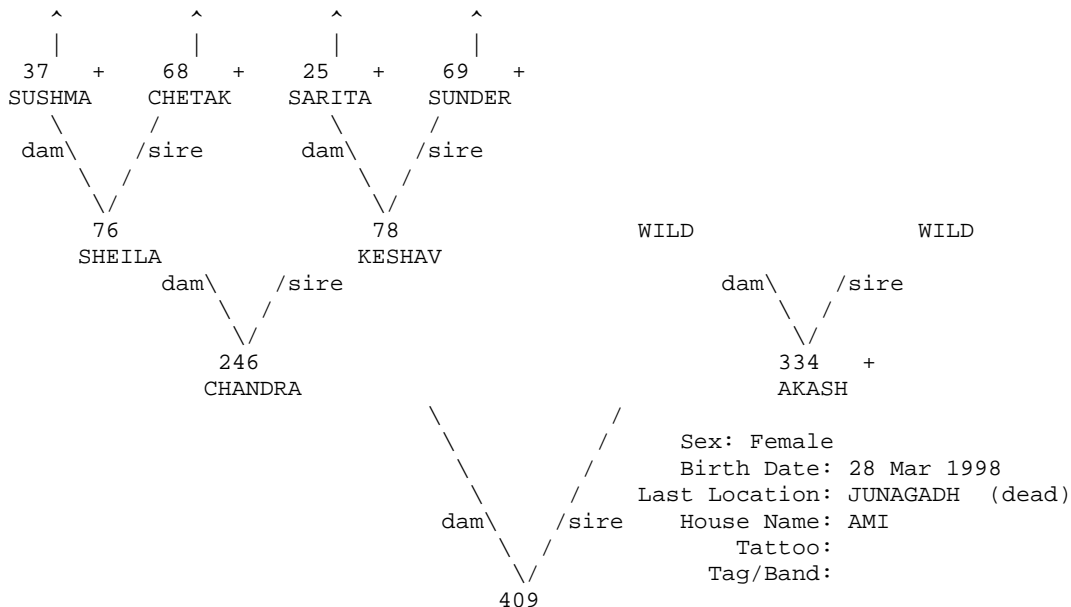 ^ ^ ^ ^
| | | |
37 + 68 + 25 + 69 +
SUSHMA CHETAK SARITA SUNDER
\ / \ /
dam\ /sire dam\ /sire
\ / \ /
\/ \/
76 78 WILD WILD
SHEILA KESHAV
dam\ /sire dam\ /sire
\ / \ /
\/ \/
246 334 +
CHANDRA AKASH
\ /
\ / Sex: Female
\ / Birth Date: 28 Mar 1998
\ / Last Location: JUNAGADH (dead)
dam\ /sire House Name: AMI
\ / Tattoo:
\/ Tag/Band:
409